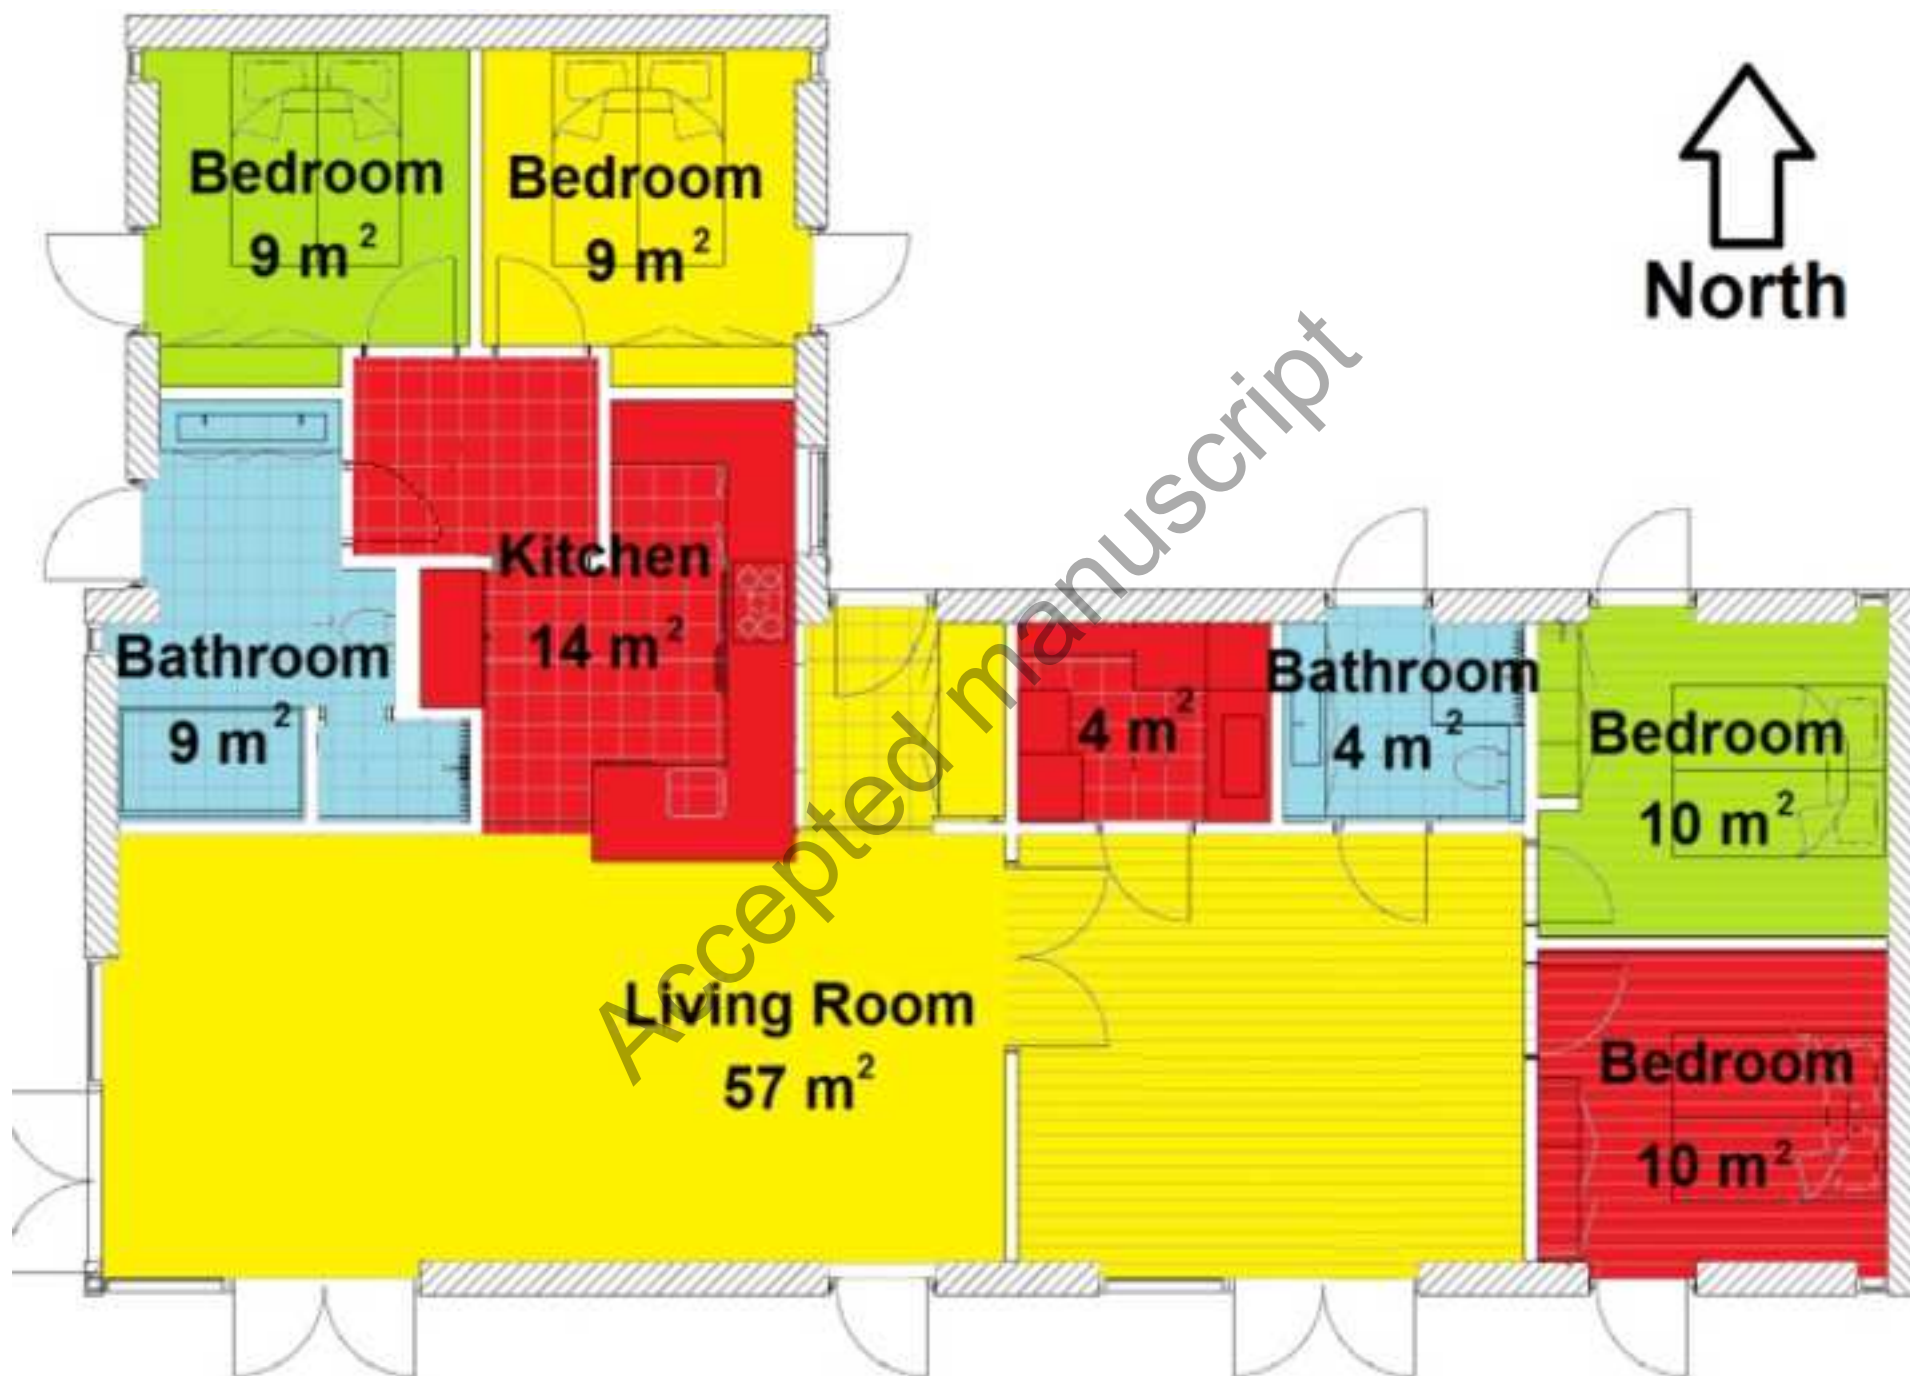 Bedroom
9 m²
Bedroom
9 m²
North
Kitchen
14 m²
Bathroom
9 m²
4 m²
Bathroom
4 m²
Bedroom
10 m²
Living Room
57 m²
Bedroom
10 m²
Accepted manuscript